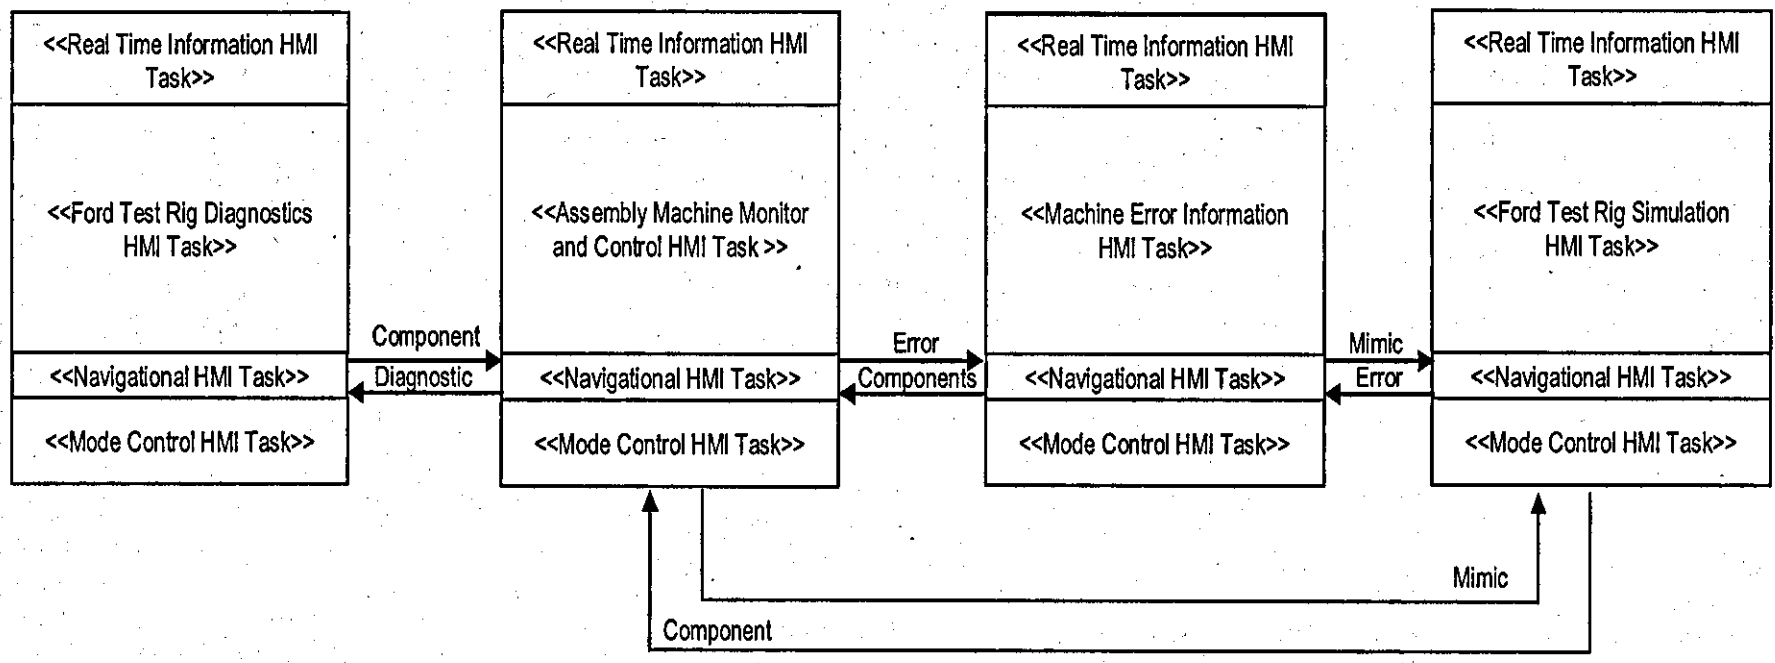 <<Real Time Information HMI
Task>>
<<Ford Test Rig Diagnostics
HMI Task>>
<<Navigational HMI Task>>
<<Mode Control HMI Task>>
Component
Diagnostic
<<Real Time Information HMI
Task>>
<<Assembly Machine Monitor
and Control HMI Task >>
<<Navigational HMI Task>>
<<Mode Control HMI Task>>
Error
Components
<<Real Time Information HMI
Task>>
<<Machine Error Information
HMI Task>>
<<Navigational HMI Task>>
<<Mode Control HMI Task>>
Mimic
Error
<<Real Time Information HMI
Task>>
<<Ford Test Rig Simulation
HMI Task>>
<<Navigational HMI Task>>
<<Mode Control HMI Task>>
Mimic
Component